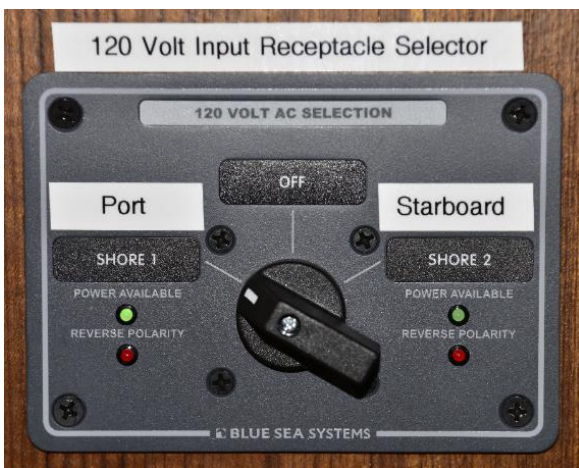 120 Volt Input Receptacle Selector
120 VOLT AC SELECTION
OFF
Port
Starboard
SHORE 1
SHORE 2
POWER AVAILABLE
POWER AVAILABLE
REVERSE POLARITY
REVERSE POLARITY
BLUE SEA SYSTEMS